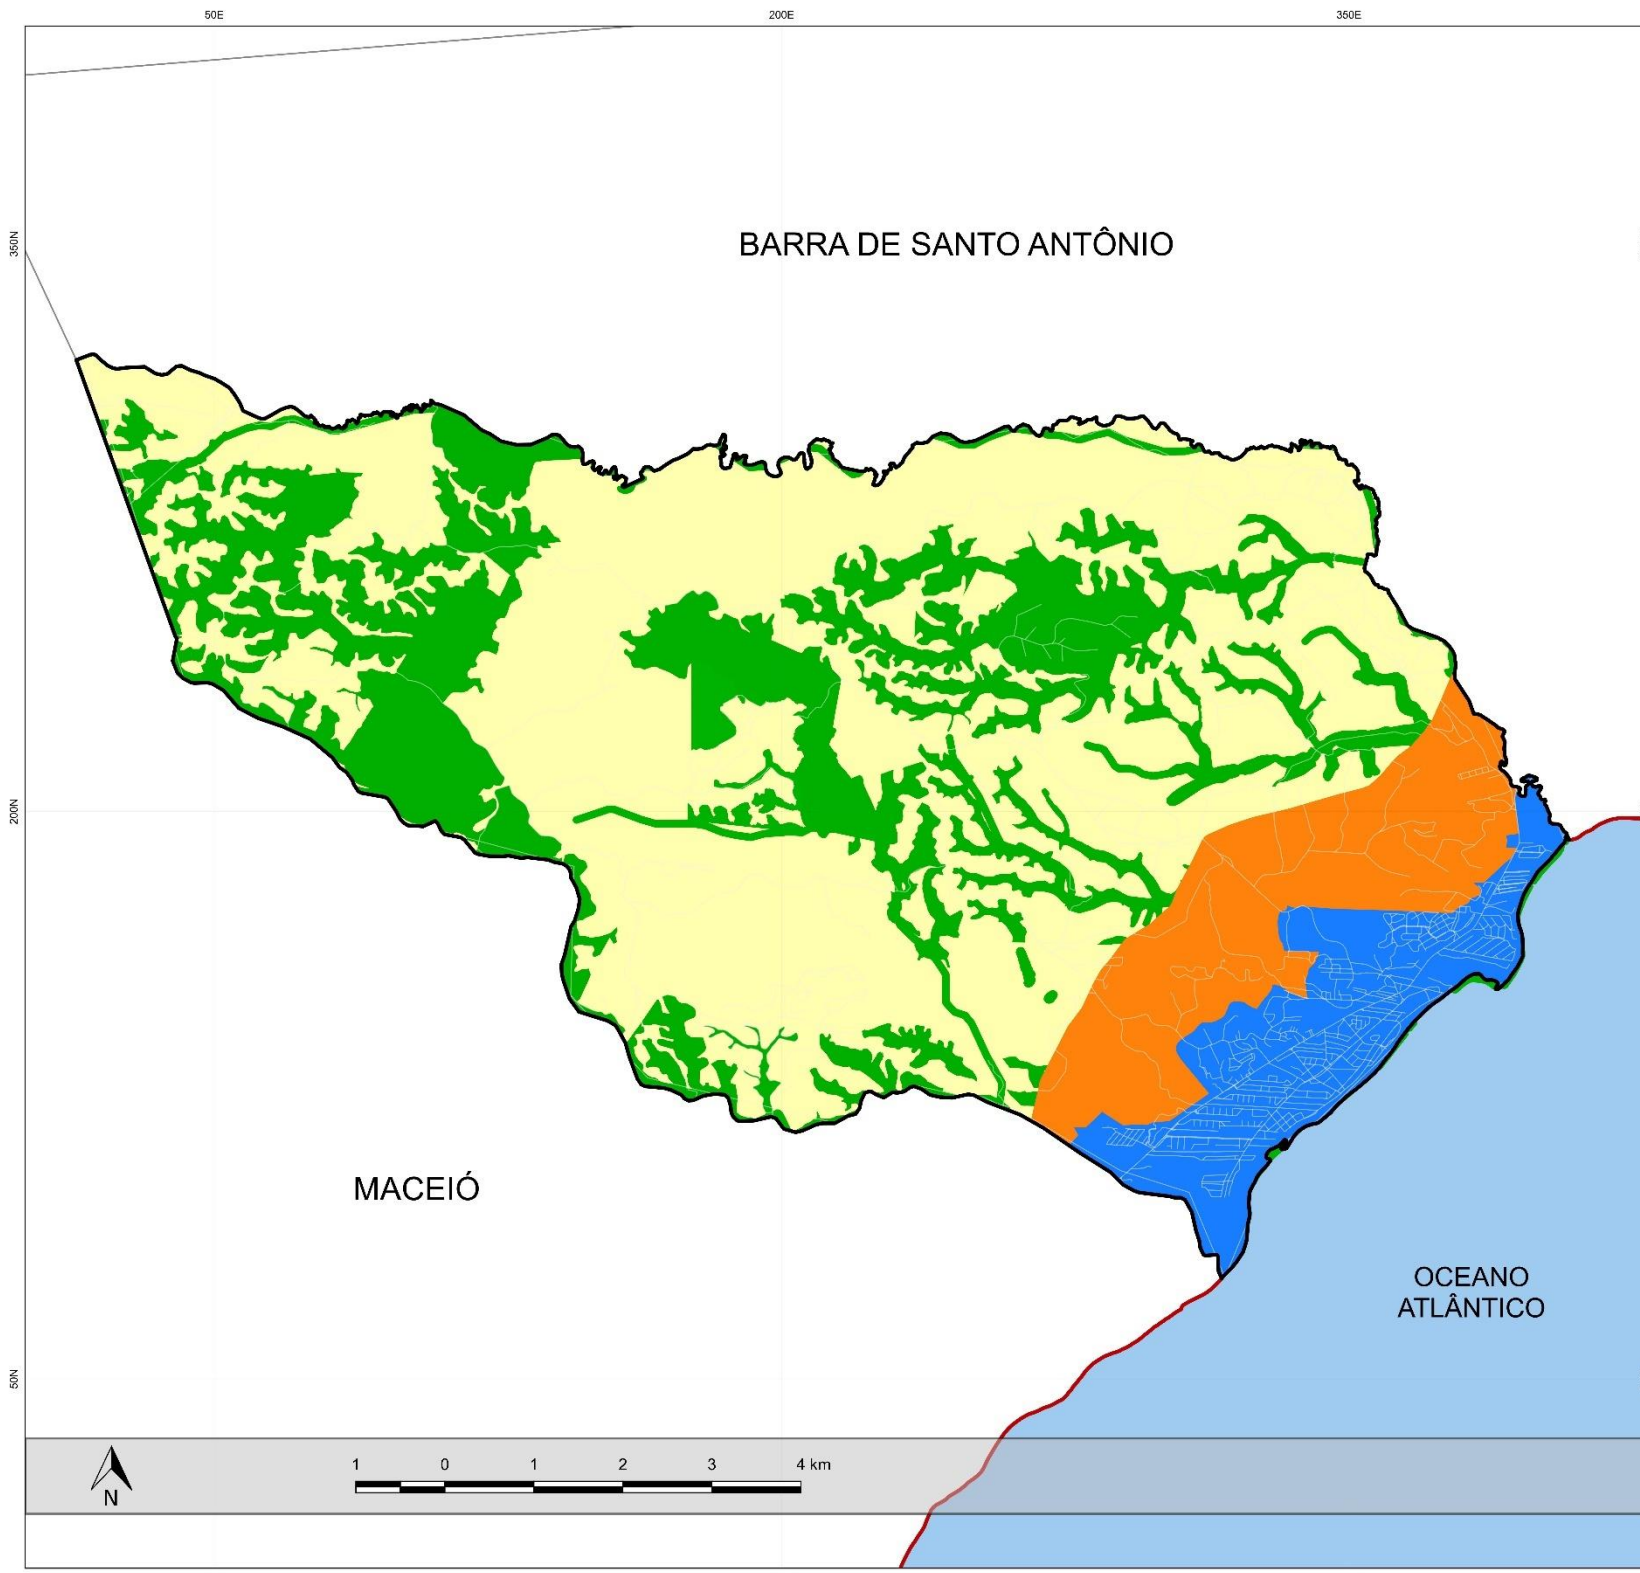 50E
200E
350E
350N
BARRA DE SANTO ANTÔNIO
200N
MACEIÓ
OCEANO
ATLÂNTICO
50N
1 0 1 2 3 4 km
N